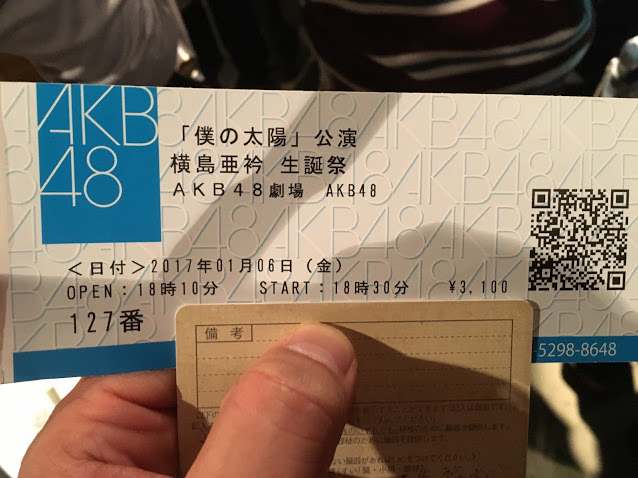 AKB
48
「僕の太陽」公演
横島亜衿 生誕祭
AKB48劇場 AKB48
<日付>2017年01月06日(金)
OPEN:18時10分 START:18時30分 ¥3,100
127番
5298-8648
備考